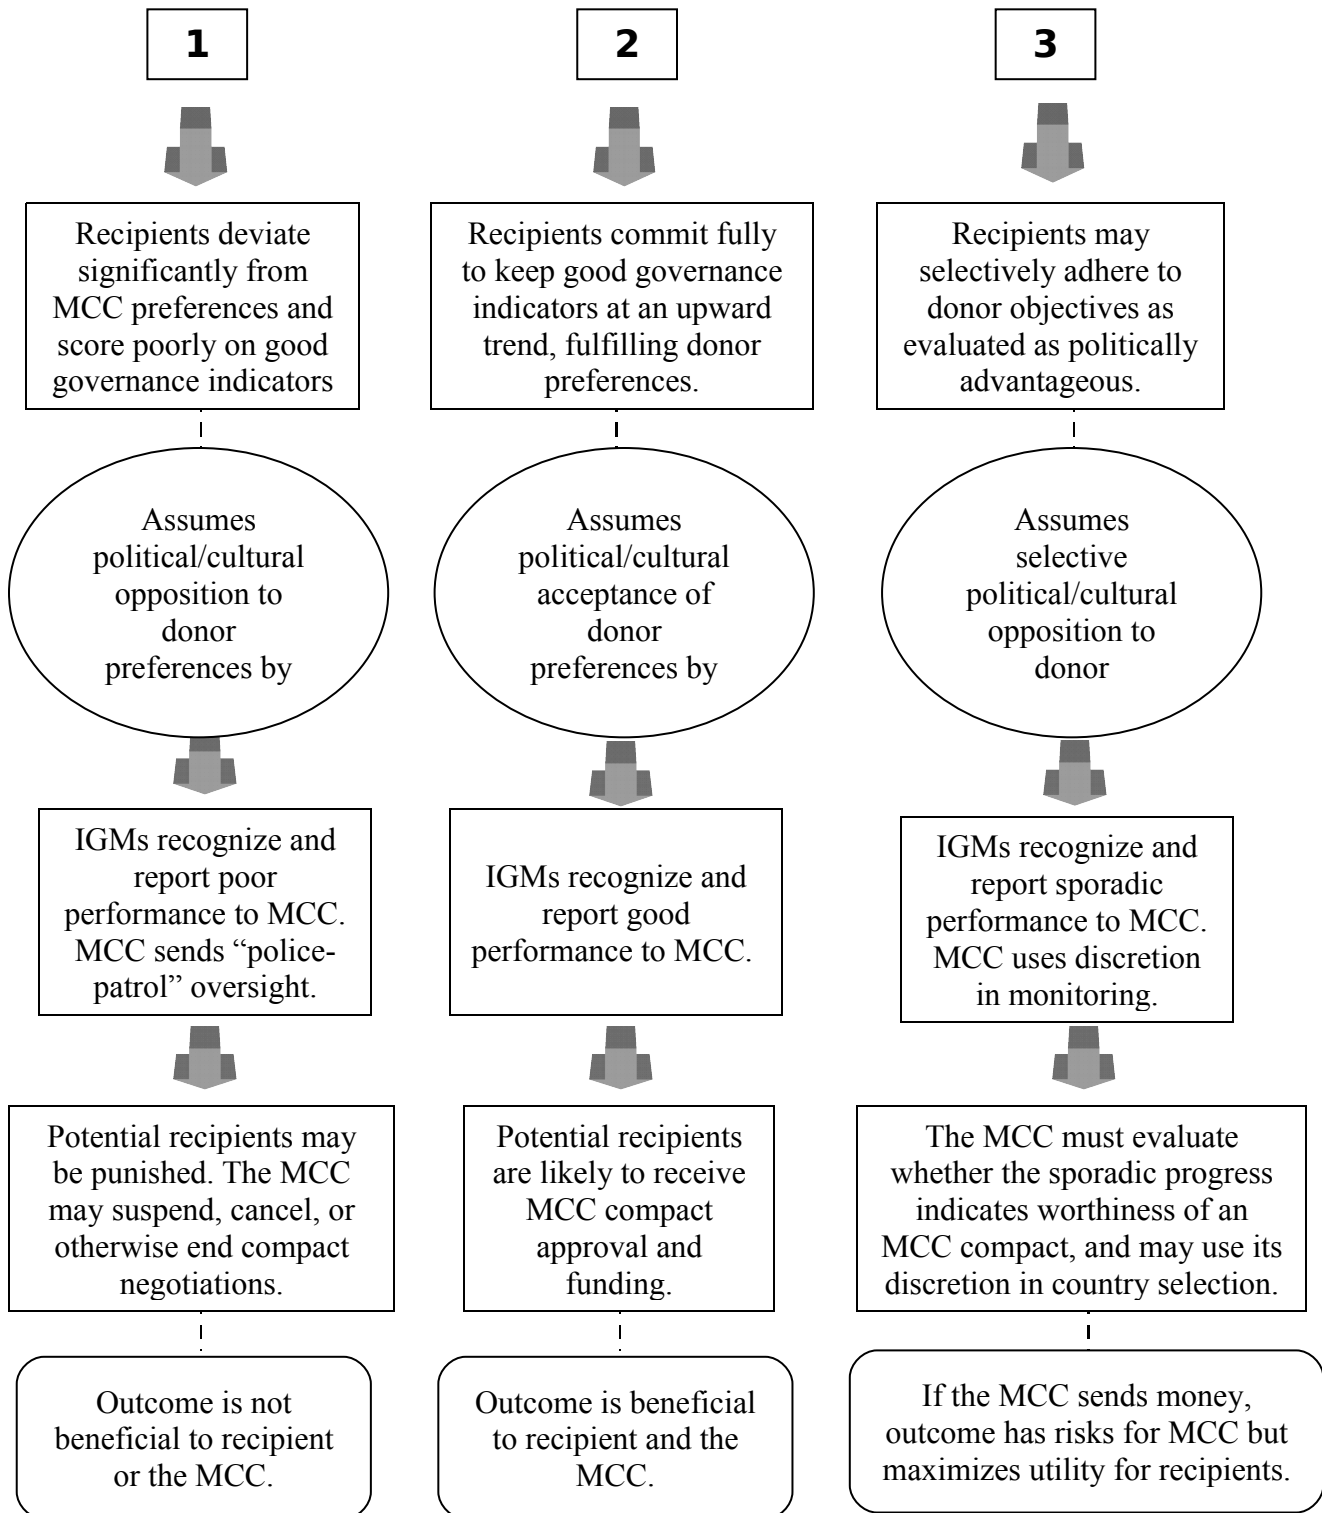 1
Recipients deviate
significantly from
MCC preferences and
score poorly on good
governance indicators
Assumes
political/cultural
opposition to
donor
preferences by
IGMs recognize and
report poor
performance to MCC.
MCC sends “police-
patrol” oversight.
Potential recipients may
be punished. The MCC
may suspend, cancel, or
otherwise end compact
negotiations.
Outcome is not
beneficial to recipient
or the MCC.
2
Recipients commit fully
to keep good governance
indicators at an upward
trend, fulfilling donor
preferences.
Assumes
political/cultural
acceptance of
donor
preferences by
IGMs recognize and
report good
performance to MCC.
Potential recipients
are likely to receive
MCC compact
approval and
funding.
Outcome is beneficial
to recipient and the
MCC.
3
Recipients may
selectively adhere to
donor objectives as
evaluated as politically
advantageous.
Assumes
selective
political/cultural
opposition to
donor
IGMs recognize and
report sporadic
performance to MCC.
MCC uses discretion
in monitoring.
The MCC must evaluate
whether the sporadic progress
indicates worthiness of an
MCC compact, and may use its
discretion in country selection.
If the MCC sends money,
outcome has risks for MCC but
maximizes utility for recipients.